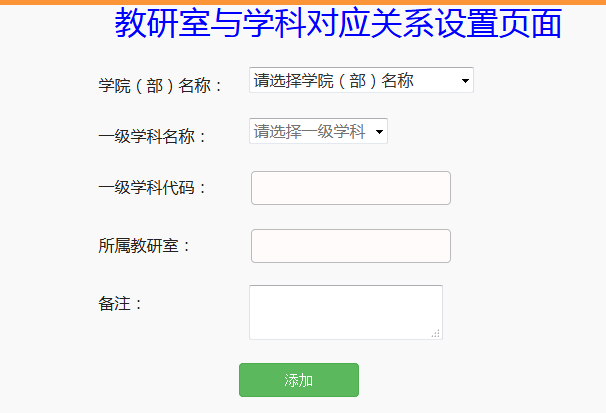 教研室与学科对应关系设置页面
学院（部）名称： 请选择学院（部）名称
一级学科名称： 请选择一级学科
一级学科代码：
所属教研室：
备注：
添加